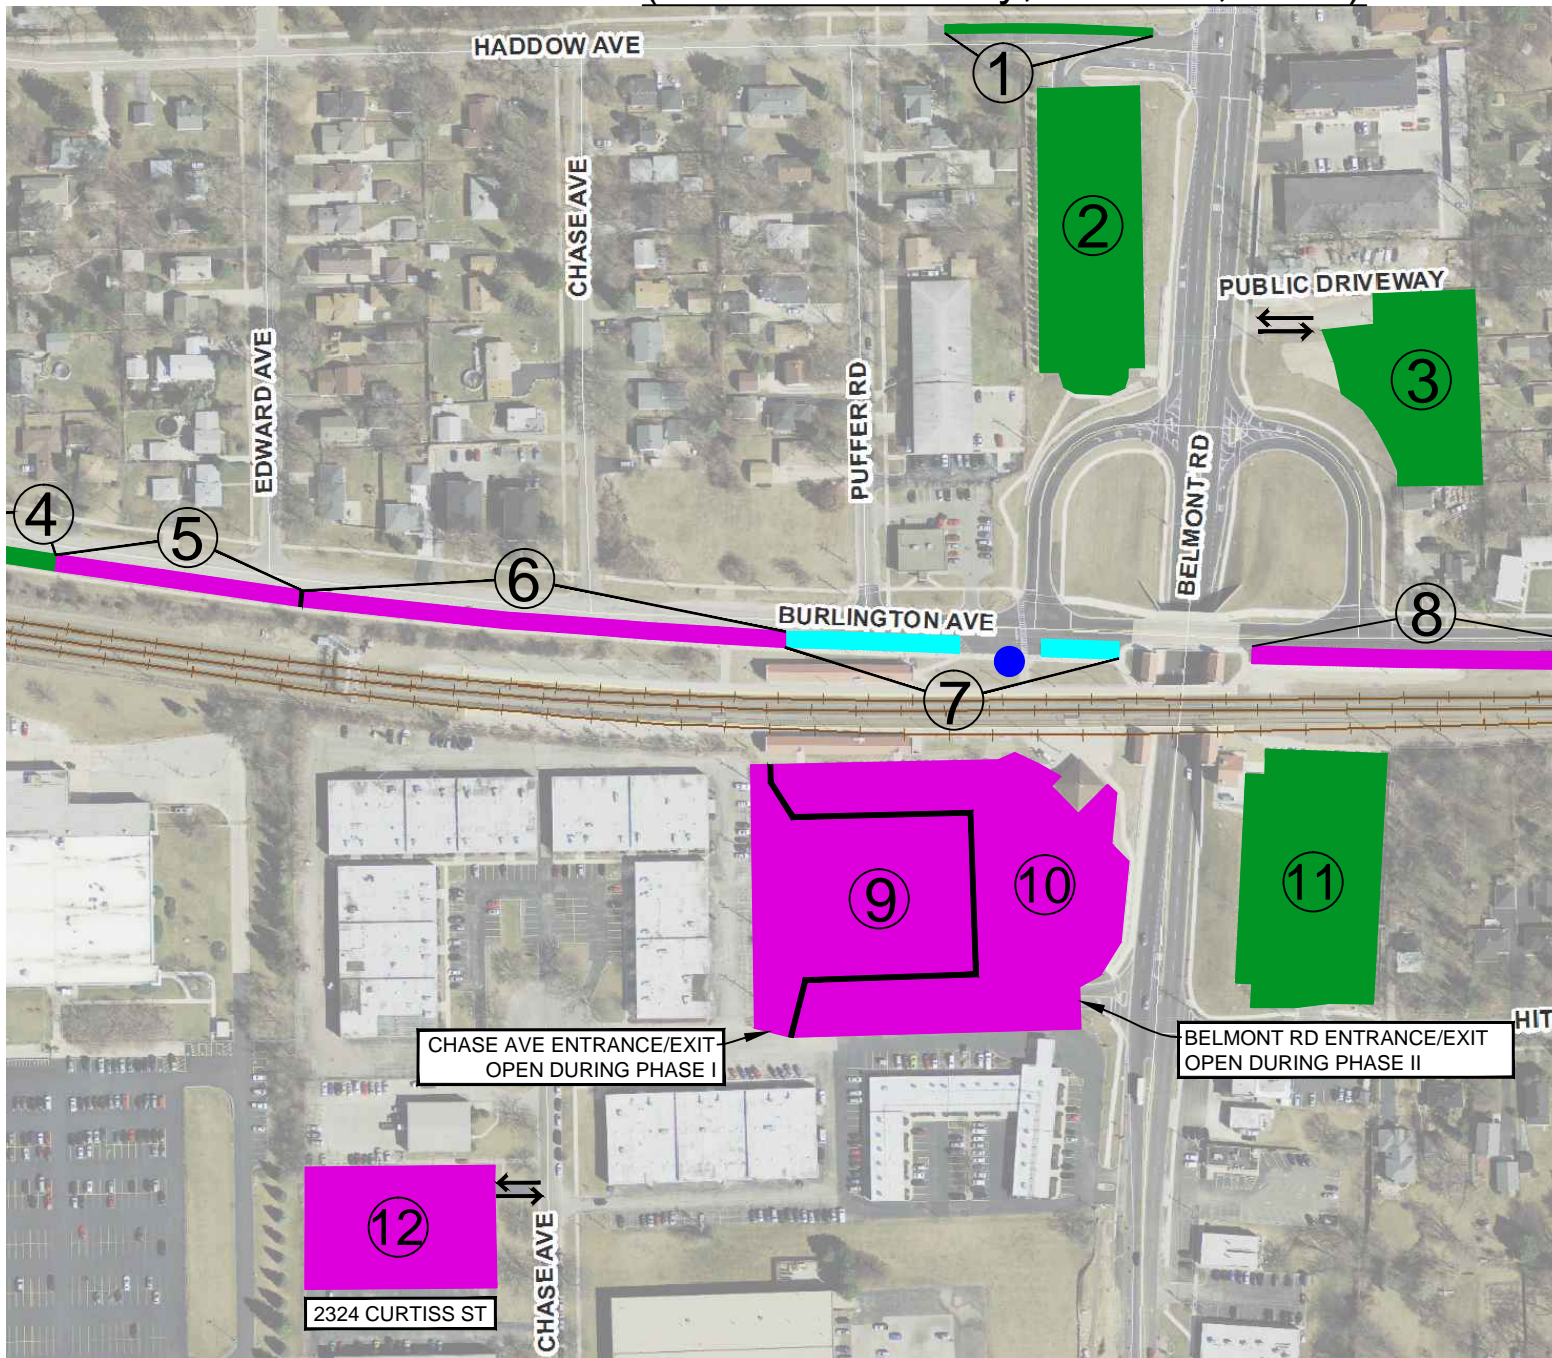 HADDOW AVE
1
CHASE AVE
2
PUBLIC DRIVEWAY
3
EDWARD AVE
PUFFER RD
BELMONT RD
4
5
6
BURLINGTON AVE
7
8
9
10
11
CHASE AVE ENTRANCE/EXIT
OPEN DURING PHASE I
BELMONT RD ENTRANCE/EXIT
OPEN DURING PHASE II
HIT
12
2324 CURTISS ST
CHASE AVE